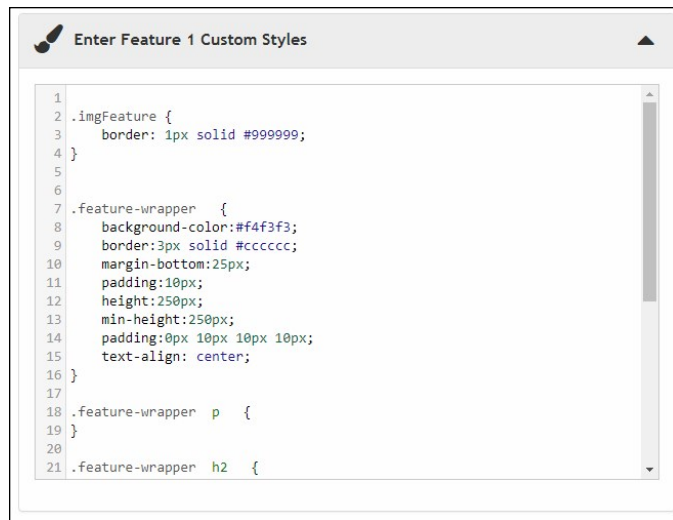 Enter Feature 1 Custom Styles
1
2 .imgFeature {
3     border: 1px solid #999999;
4 }
5
6
7 .feature-wrapper   {
8     background-color:#f4f3f3;
9     border:3px solid #cccccc;
10     margin-bottom:25px;
11     padding:10px;
12     height:250px;
13     min-height:250px;
14     padding:0px 10px 10px 10px;
15     text-align: center;
16 }
17
18 .feature-wrapper  p   {
19 }
20
21 .feature-wrapper  h2   {